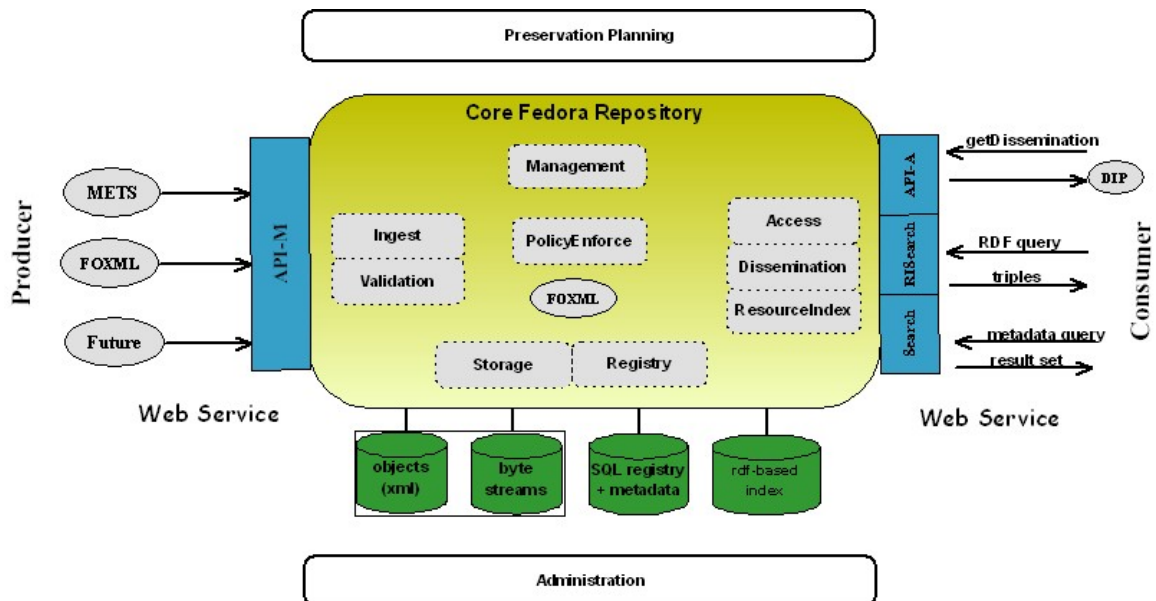 Preservation Planning
Core Fedora Repository
Management
Ingest
Validation
PolicyEnforce
FOXML
Access
Dissemination
ResourceIndex
Storage
Registry
Producer
METS
FOXML
Future
API-M
Web Service
API-A
RISearch
Search
getDissemination
DIP
RDF query
triples
metadata query
result set
Consumer
Web Service
objects
(xml)
byte
streams
SQL registry
+ metadata
rdf-based
index
Administration